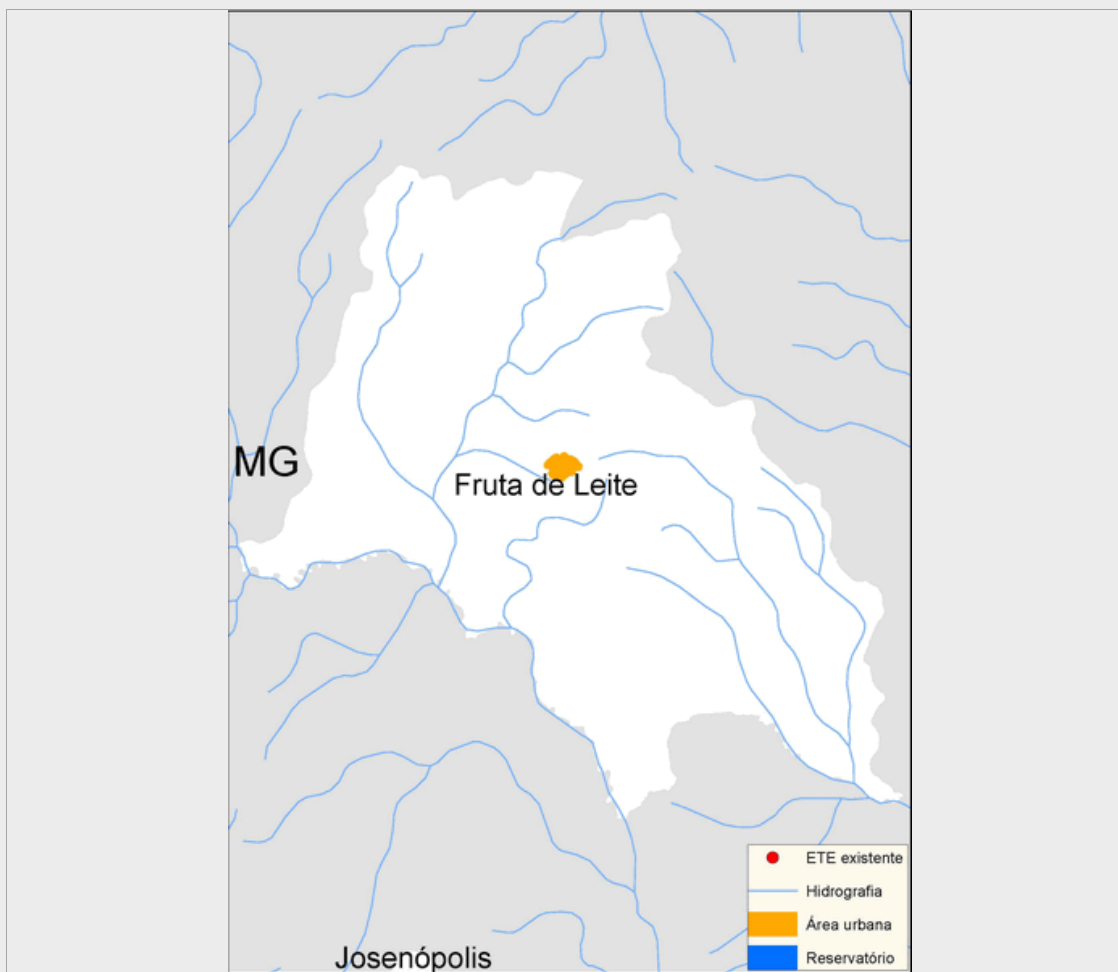 MG
Fruta de Leite
Josenópolis
ETE existente
Hidrografia
Área urbana
Reservatório